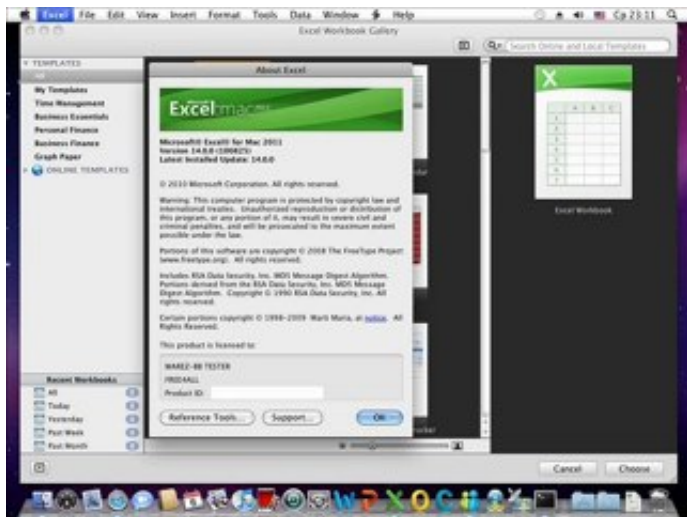 Excel File Edit View Insert Format Tools Data Window Help
Excel Workbook Gallery
Search Online and Local Templates
TEMPLATES
All
My Templates
Time Management
Business Essentials
Personal Finance
Business Finance
Graph Paper
ONLINE TEMPLATES
About Excel
Excel:mac
Microsoft® Excel® for Mac 2011
Version 14.0.0 (100825)
Latest Installed Update: 14.0.0
© 2010 Microsoft Corporation. All rights reserved.
Warning: This computer program is protected by copyright law and
international treaties. Unauthorized reproduction or distribution of
this program, or any portion of it, may result in severe civil and
criminal penalties, and will be prosecuted to the maximum extent
possible under the law.
Portions of this software are copyright © 2008 The FreeType Project
(www.freetype.org). All rights reserved.
Includes RSA Data Security, Inc. MD5 Message Digest Algorithm.
Portions derived from the RSA Data Security, Inc. MD5 Message
Digest Algorithm. Copyright © 1990 RSA Data Security, Inc. All
rights reserved.
Certain portions copyright © 1998-2009 Marti Maria, at notice. All
Rights Reserved.
This product is licensed to:
WAREZ-BB TESTER
FREE4ALL
Product ID:
Reference Tools... Support... OK
Excel Workbook
Recent Workbooks
All
Today
Yesterday
Past Week
Past Month
Cancel Choose